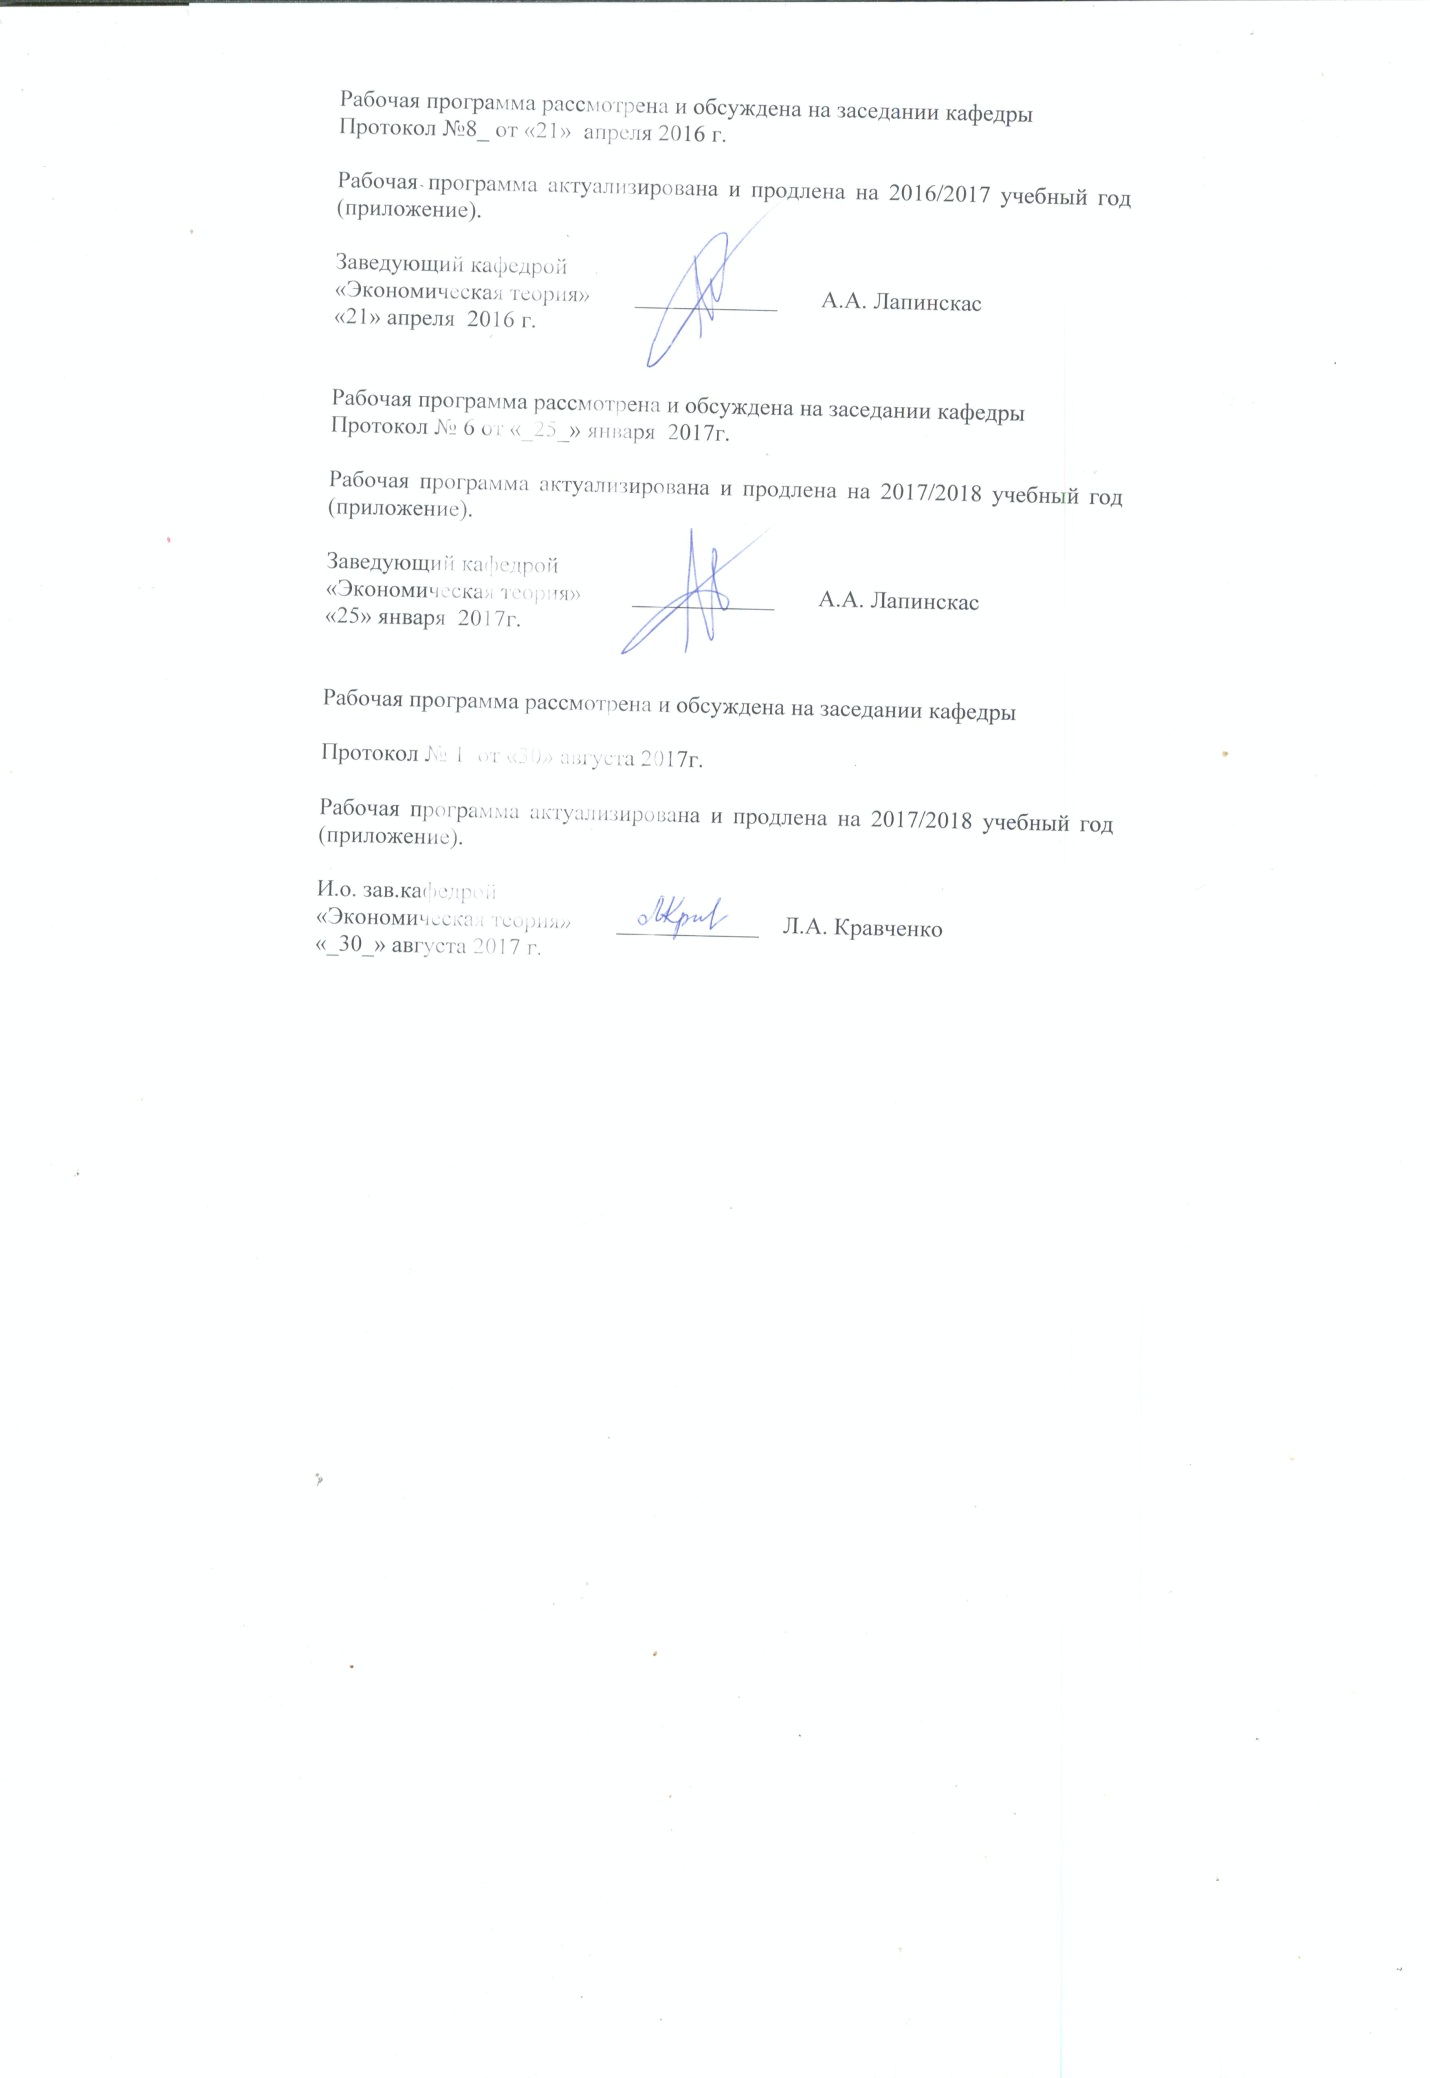 Рабочая программа рассмотрена и обсуждена на заседании кафедры
Протокол №8_ от «21» апреля 2016 г.
Рабочая программа актуализирована и продлена на 2016/2017 учебный год
(приложение).
Заведующий кафедрой
«Экономическая теория» ____________ А.А. Лапинскас
«21» апреля 2016 г.
Рабочая программа рассмотрена и обсуждена на заседании кафедры
Протокол № 6 от «_25_» января 2017г.
Рабочая программа актуализирована и продлена на 2017/2018 учебный год
(приложение).
Заведующий кафедрой
«Экономическая теория» ____________ А.А. Лапинскас
«25» января 2017г.
Рабочая программа рассмотрена и обсуждена на заседании кафедры
Протокол № 1 от «30» августа 2017г.
Рабочая программа актуализирована и продлена на 2017/2018 учебный год
(приложение).
И.о. зав.кафедрой
«Экономическая теория» ____________ Л.А. Кравченко
«_30_» августа 2017 г.